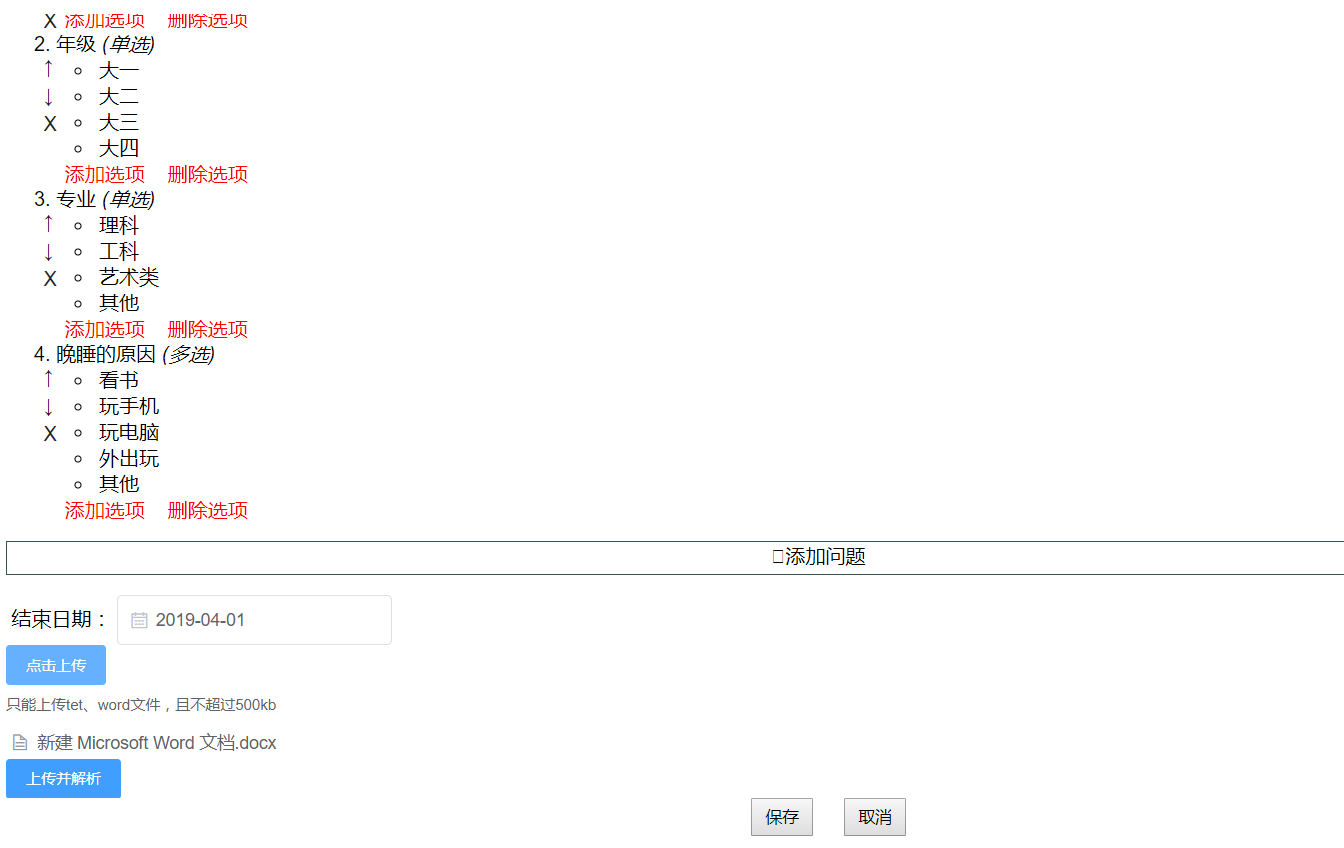 X 添加选项 删除选项
2. 年级 (单选)
↑ ○ 大一
↓ ○ 大二
X ○ 大三
○ 大四
添加选项 删除选项
3. 专业 (单选)
↑ ○ 理科
↓ ○ 工科
X ○ 艺术类
○ 其他
添加选项 删除选项
4. 晚睡的原因 (多选)
↑ ○ 看书
↓ ○ 玩手机
X ○ 玩电脑
○ 外出玩
○ 其他
添加选项 删除选项
添加问题
结束日期： 2019-04-01
点击上传
只能上传tet、word文件，且不超过500kb
新建 Microsoft Word 文档.docx
上传并解析
保存 取消